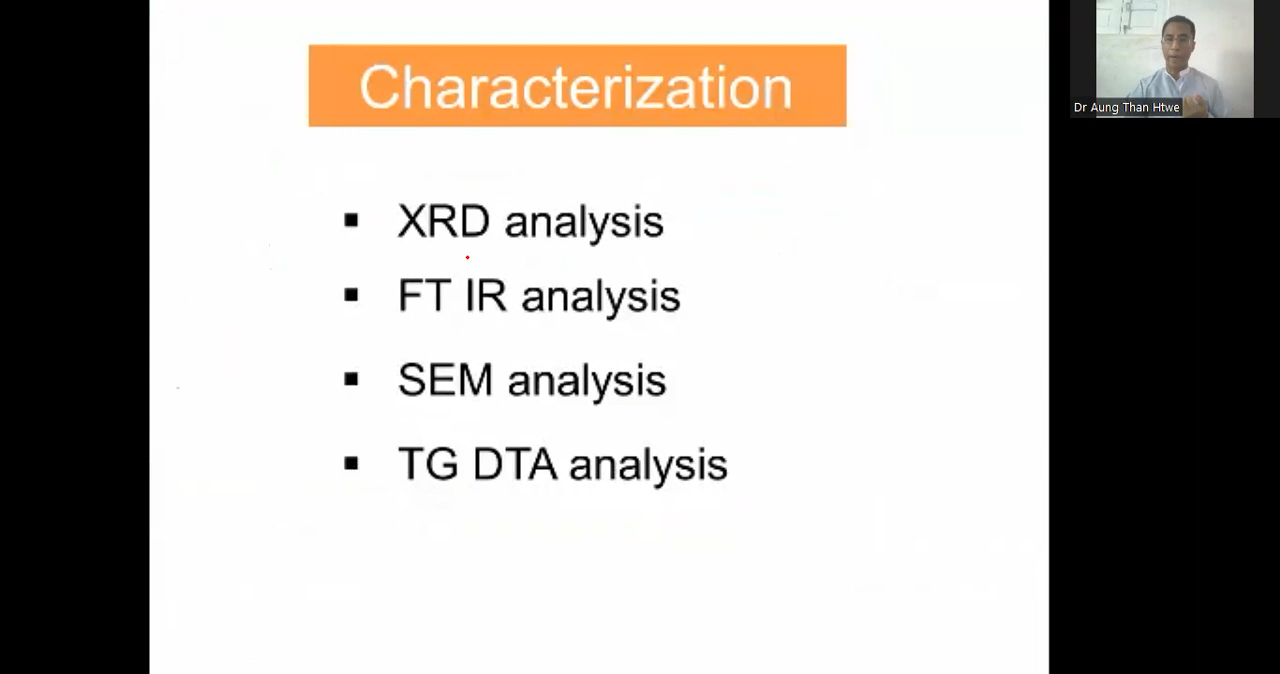 Characterization
XRD analysis
FT IR analysis
SEM analysis
TG DTA analysis
Dr Aung Than Htwe